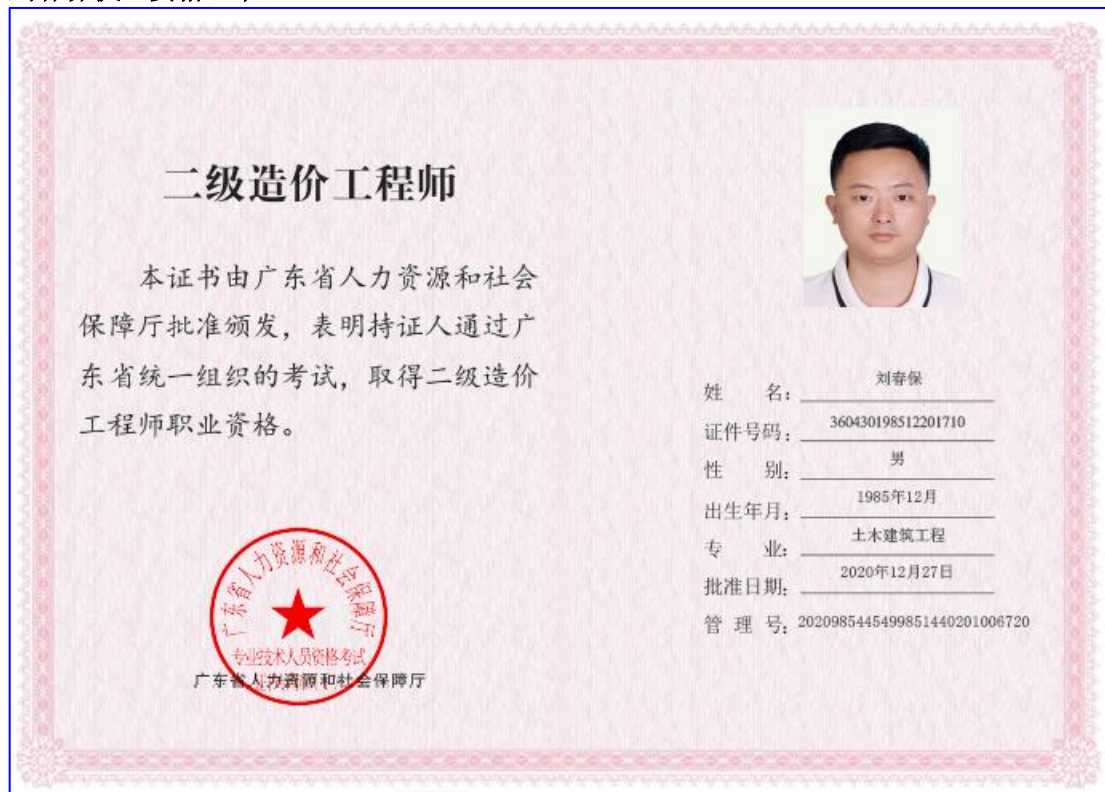 二级造价工程师
本证书由广东省人力资源和社会
保障厅批准颁发，表明持证人通过广
东省统一组织的考试，取得二级造价
工程师职业资格。
广东省人力资源和社会保障厅
专业技术人员资格考试
广东省人力资源和社会保障厅
姓 名：刘春保
证件号码：360430198512201710
性 别：男
出生年月：1985年12月
专 业：土木建筑工程
批准日期：2020年12月27日
管 理 号：20209854454999851440201006720